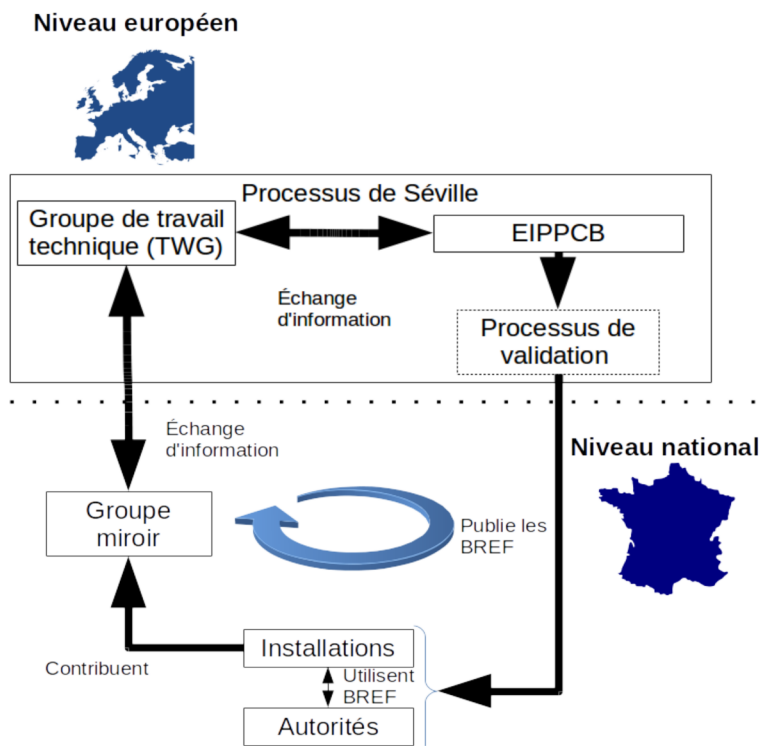 Niveau européen
Processus de Séville
Groupe de travail
technique (TWG)
EIPPCB
Échange
d'information
Processus de
validation
Échange
d'information
Niveau national
Groupe
miroir
Publie les
BREF
Installations
Contribuent
Utilisent
BREF
Autorités